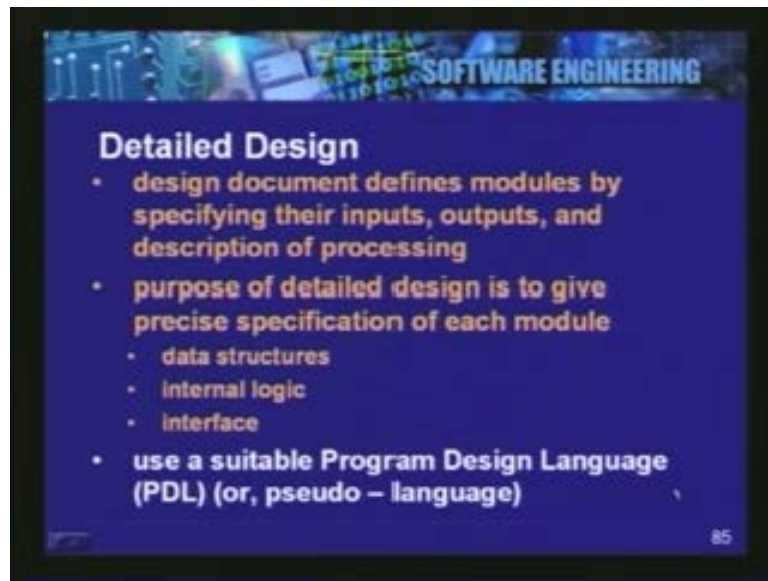 SOFTWARE ENGINEERING
Detailed Design
• design document defines modules by
specifying their inputs, outputs, and
description of processing
• purpose of detailed design is to give
precise specification of each module
• data structures
• internal logic
• interface
• use a suitable Program Design Language
(PDL) (or, pseudo – language)
85